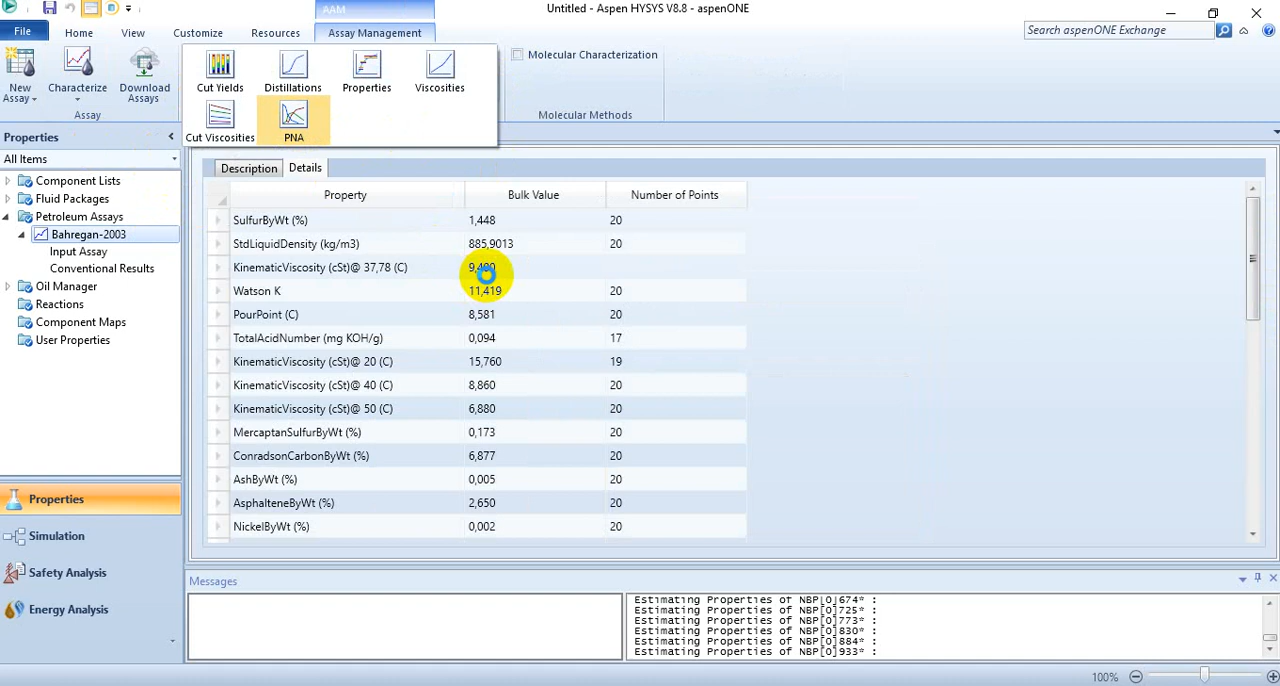 AAM
Untitled - Aspen HYSYS V8.8 - aspenONE
File
Home
View
Customize
Resources
Assay Management
Search aspenONE Exchange
New
Assay
Characterize
Download
Assays
Assay
Cut Yields
Distillations
Properties
Viscosities
Cut Viscosities
PNA
Molecular Characterization
Molecular Methods
Properties
All Items
Component Lists
Fluid Packages
Petroleum Assays
Bahregan-2003
Input Assay
Conventional Results
Oil Manager
Reactions
Component Maps
User Properties
Properties
Simulation
Safety Analysis
Energy Analysis
Description
Details
Property Bulk Value Number of Points
SulfurByWt (%) 1,448 20
StdLiquidDensity (kg/m3) 885,9013 20
KinematicViscosity (cSt)@ 37,78 (C)
Watson K 11,419 20
PourPoint (C) 8,581 20
TotalAcidNumber (mg KOH/g) 0,094 17
KinematicViscosity (cSt)@ 20 (C) 15,760 19
KinematicViscosity (cSt)@ 40 (C) 8,860 20
KinematicViscosity (cSt)@ 50 (C) 6,880 20
MercaptanSulfurByWt (%) 0,173 20
ConradsonCarbonByWt (%) 6,877 20
AshByWt (%) 0,005 20
AsphalteneByWt (%) 2,650 20
NickelByWt (%) 0,002 20
Messages
Estimating Properties of NBP[0]674* :
Estimating Properties of NBP[0]725* :
Estimating Properties of NBP[0]773* :
Estimating Properties of NBP[0]830* :
Estimating Properties of NBP[0]884* :
Estimating Properties of NBP[0]933* :
100%